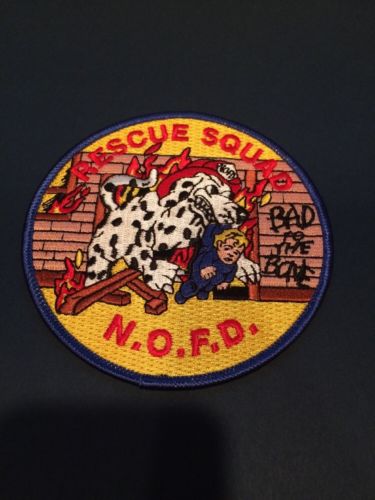 RESCUE SQUAD
BAD
TO
THE
BONE
N.O.F.D.